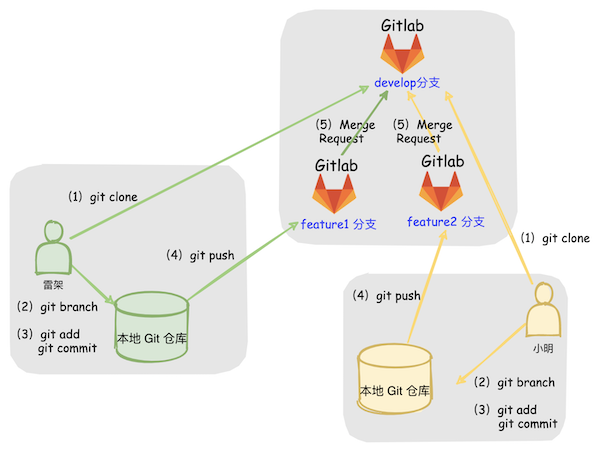 Gitlab
develop分支
(5) Merge
Request
(5) Merge
Request
Gitlab
feature1 分支
Gitlab
feature2 分支
(1) git clone
(4) git push
雷架
(2) git branch
(3) git add
git commit
本地 Git 仓库
(1) git clone
(4) git push
小明
本地 Git 仓库
(2) git branch
(3) git add
git commit